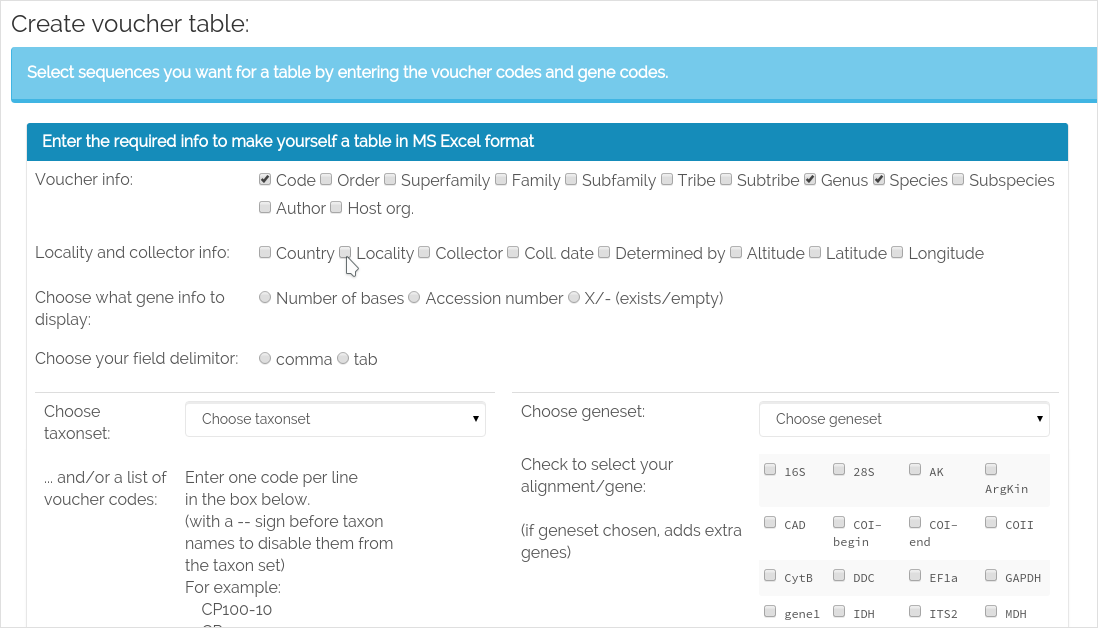 Create voucher table:
Select sequences you want for a table by entering the voucher codes and gene codes.
Enter the required info to make yourself a table in MS Excel format
Voucher info:
Code Order Superfamily Family Subfamily Tribe Subtribe Genus Species Subspecies
Author Host org.
Locality and collector info:
Country Locality Collector Coll. date Determined by Altitude Latitude Longitude
Choose what gene info to
display:
Number of bases Accession number X/- (exists/empty)
Choose your field delimitor:
comma tab
Choose
taxonset:
Choose taxonset
... and/or a list of
voucher codes:
Enter one code per line
in the box below.
(with a -- sign before taxon
names to disable them from
the taxon set)
For example:
CP100-10
Choose geneset:
Choose geneset
Check to select your
alignment/gene:
(if geneset chosen, adds extra
genes)
16S 28S AK
ArgKin
CAD COI-
begin
COI-
end
COII
CytB DDC EF1a GAPDH
gene1 IDH ITS2 MDH